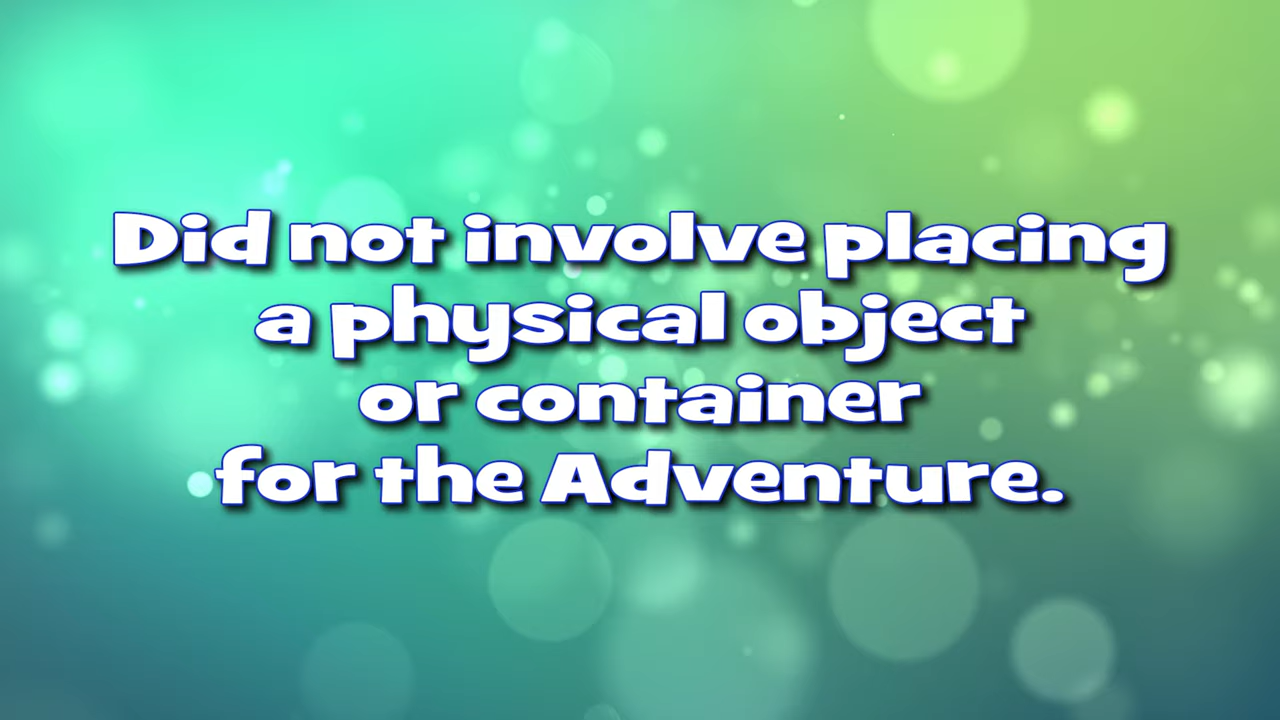 Did not involve placing
a physical object
or container
for the Adventure.